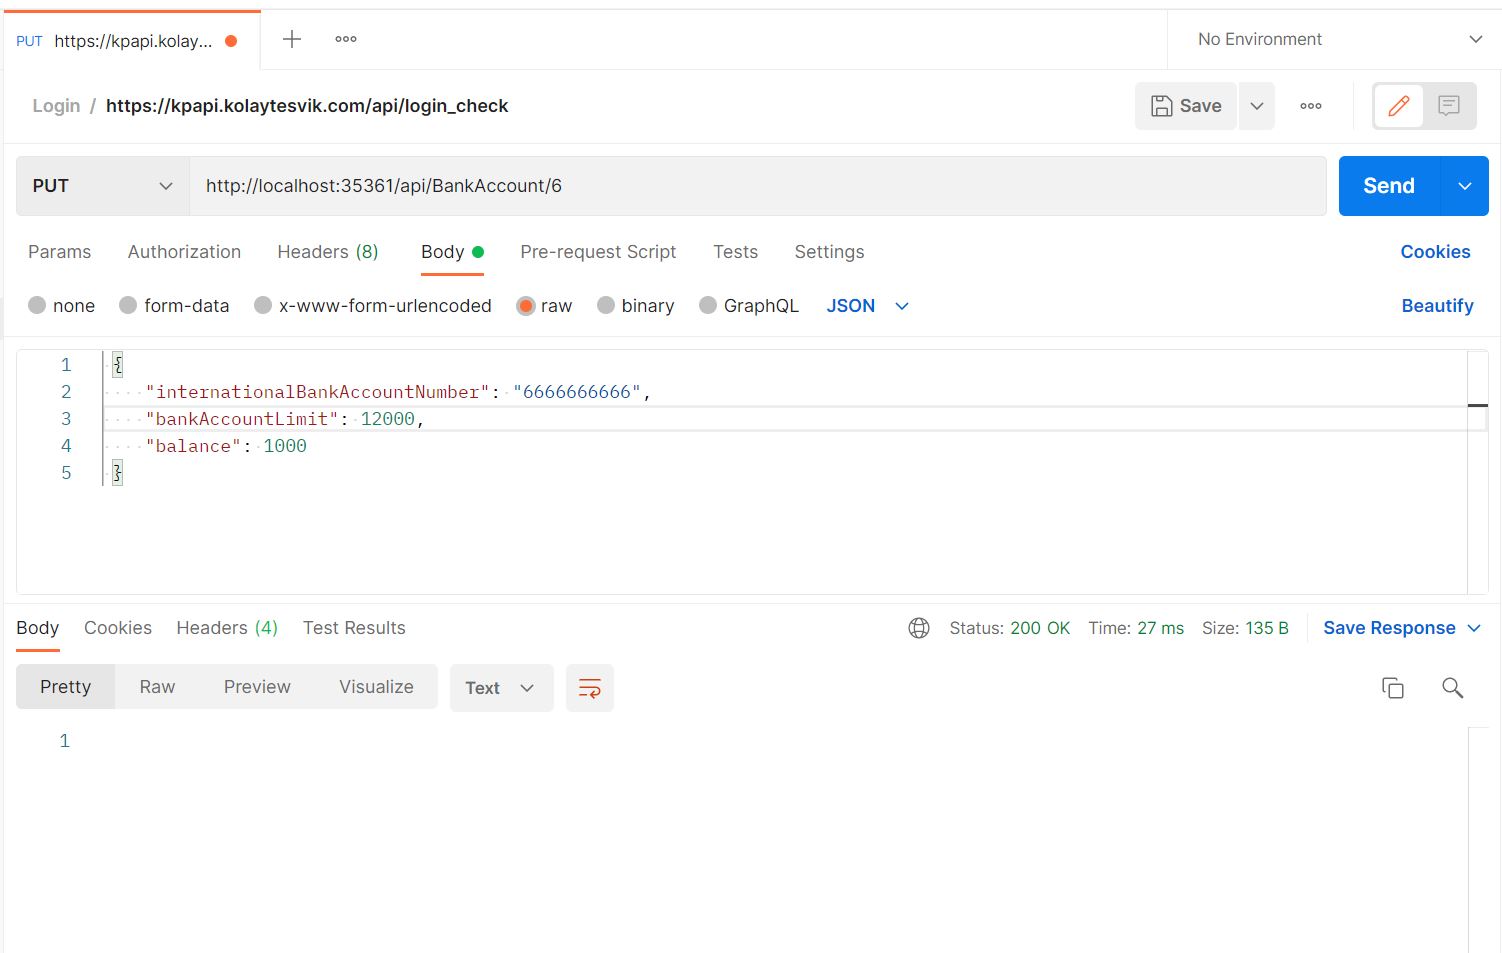 PUT https://kpapi.kolay... No Environment
Login / https://kpapi.kolaytesvik.com/api/login_check Save
PUT http://localhost:35361/api/BankAccount/6 Send
Params Authorization Headers (8) Body Pre-request Script Tests Settings Cookies
none form-data x-www-form-urlencoded raw binary GraphQL JSON Beautify
1 {
2 "internationalBankAccountNumber": "6666666666",
3 "bankAccountLimit": 12000,
4 "balance": 1000
5 }
Body Cookies Headers (4) Test Results Status: 200 OK Time: 27 ms Size: 135 B Save Response
Pretty Raw Preview Visualize Text
1